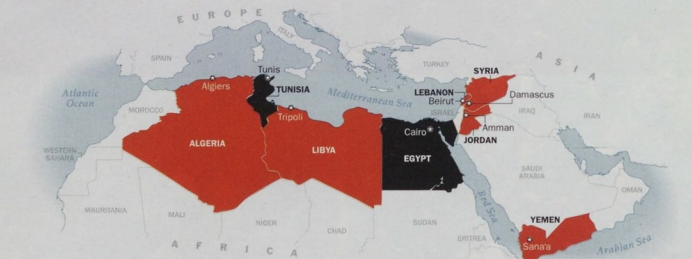 EUROPE
ITALY
SPAIN
TURKEY
ASIA
SYRIA
Tunis
Algiers
TUNISIA
LEBANON
Damascus
Beirut
Atlantic
Ocean
Mediterranean Sea
MOROCCO
Tripoli
ISRAEL
IRAQ
IRAN
Cairo
Amman
JORDAN
ALGERIA
LIBYA
EGYPT
WESTERN
SAHARA
SAUDI
ARABIA
OMAN
Red Sea
MAURITANIA
MALI
NIGER
CHAD
SUDAN
YEMEN
ERITREA
Sana'a
Arabian Sea
AFRICA